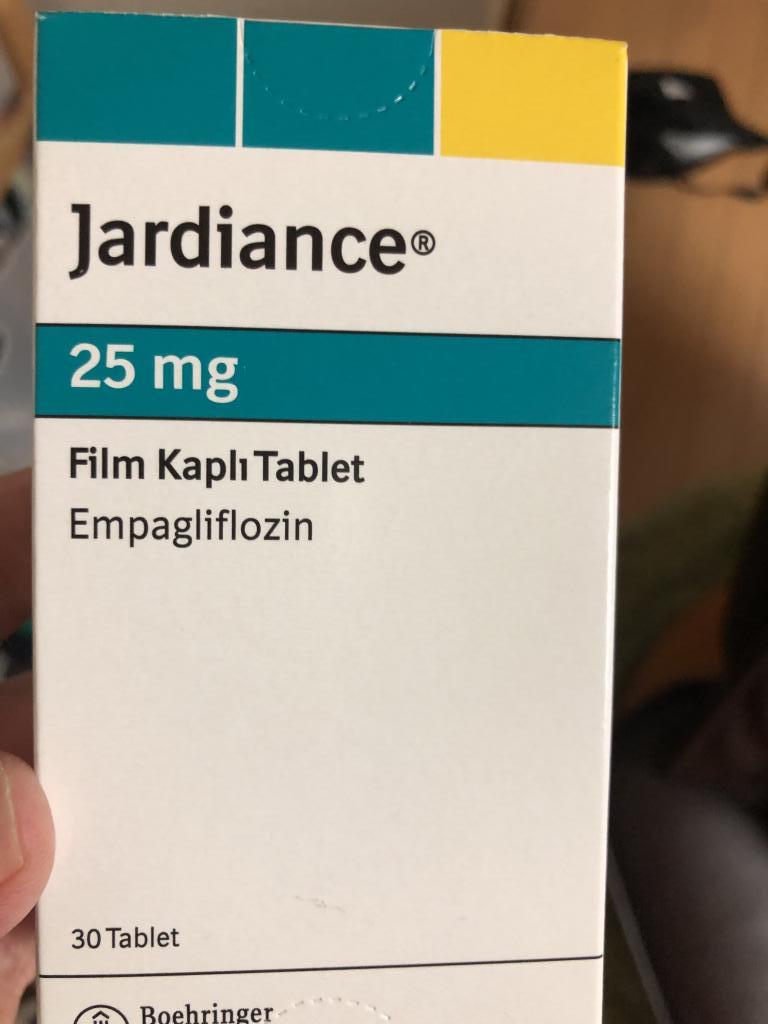 Jardiance®
25 mg
Film Kaplı Tablet
Empagliflozin
30 Tablet
Boehringer